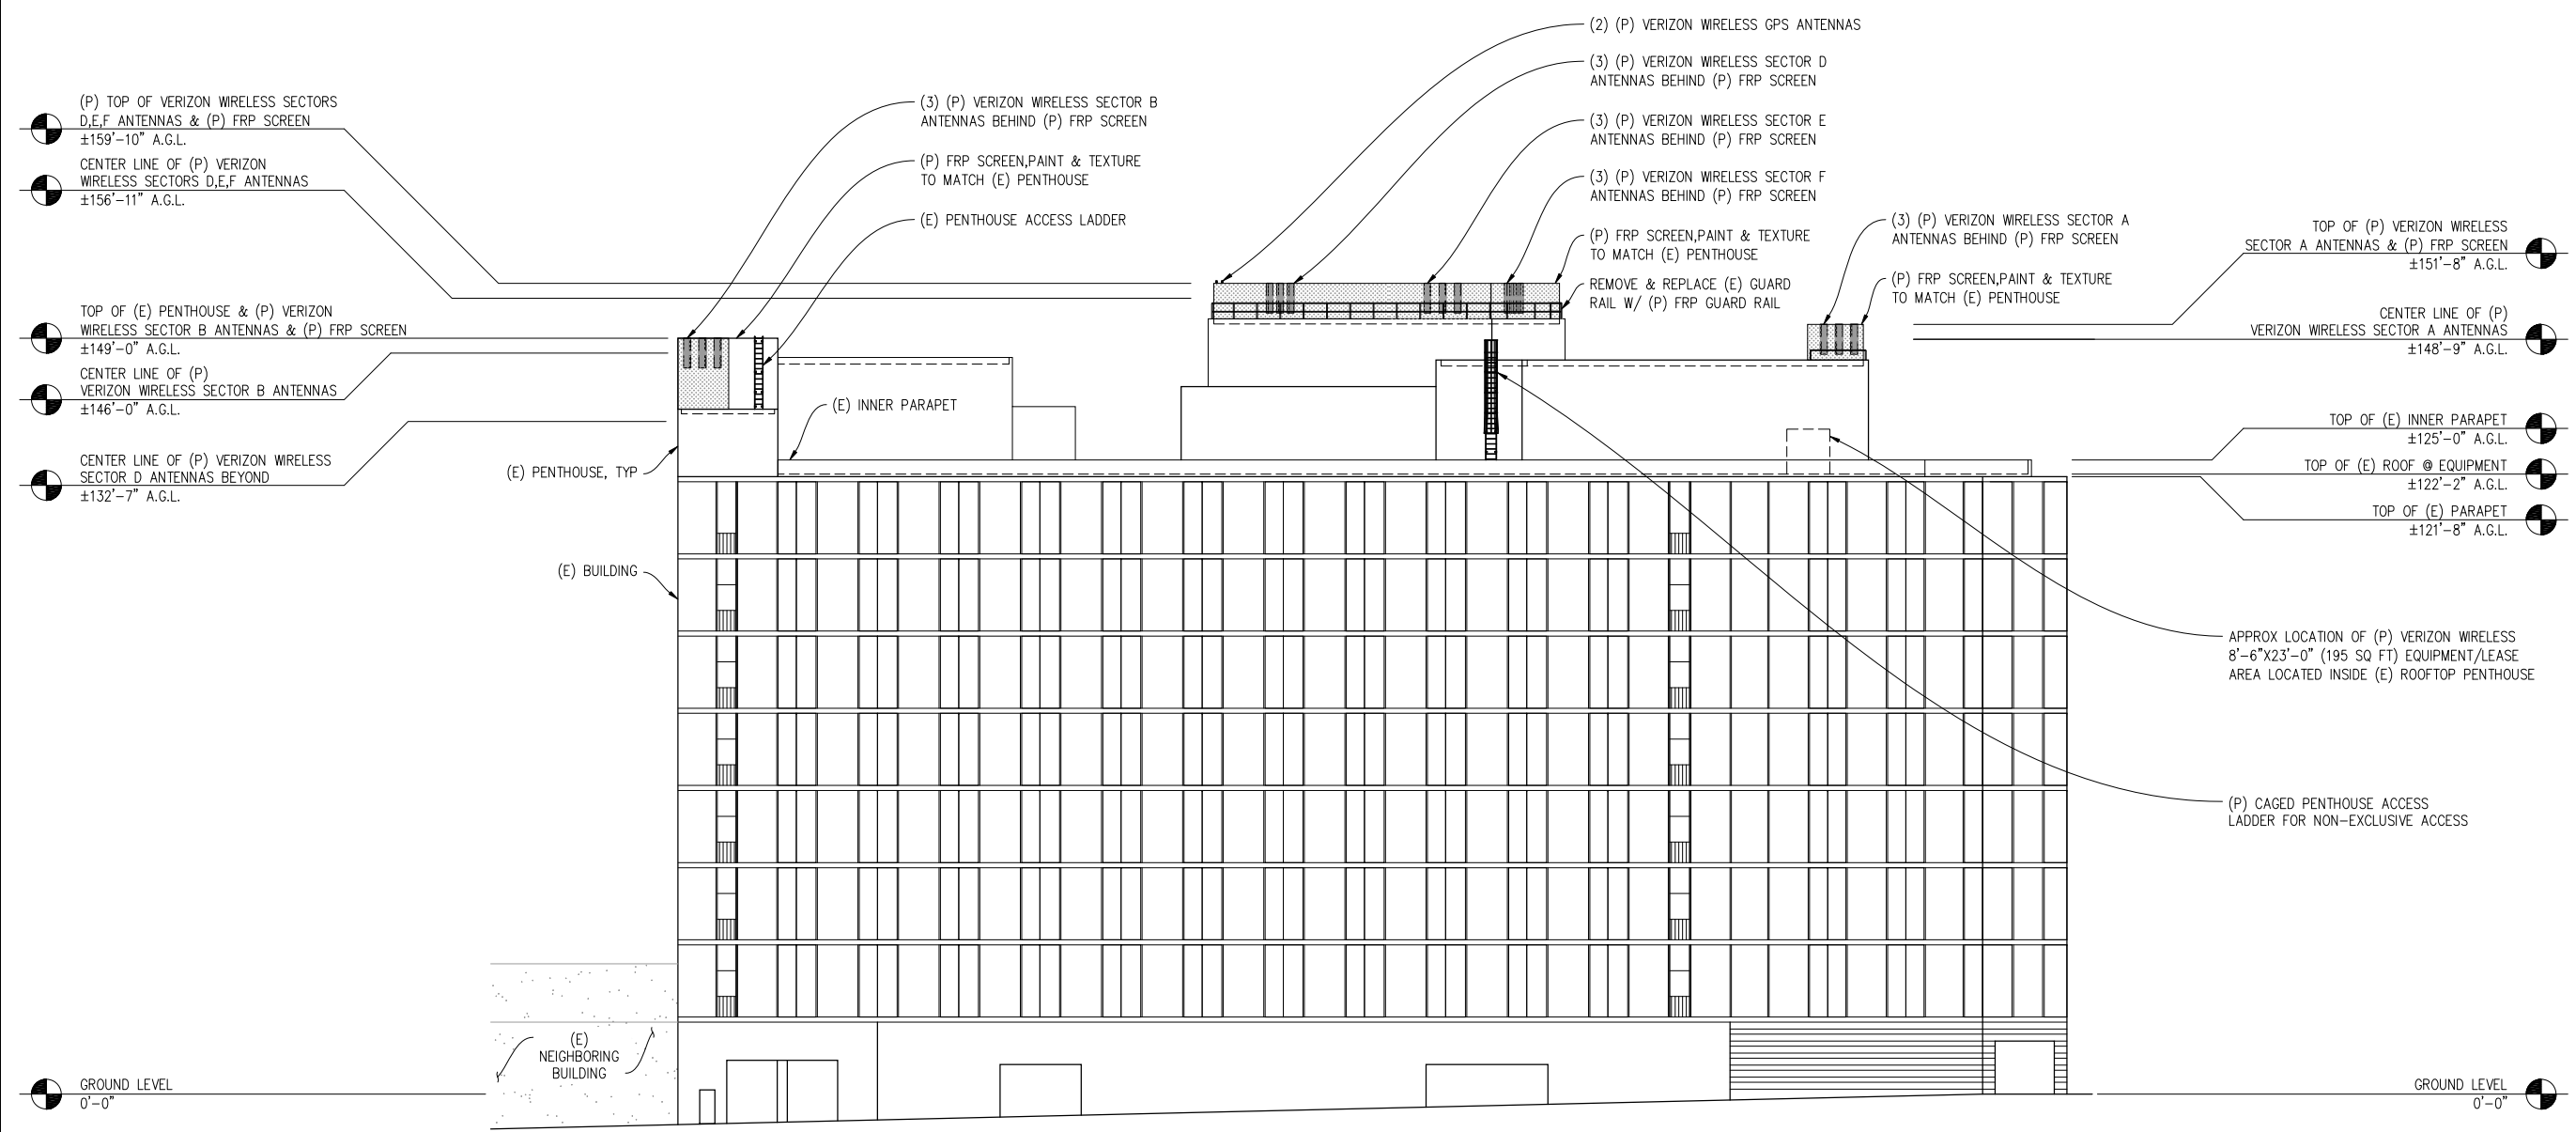 (P) TOP OF VERIZON WIRELESS SECTORS
D,E,F ANTENNAS & (P) FRP SCREEN
±159'-10" A.G.L.
CENTER LINE OF (P) VERIZON
WIRELESS SECTORS D,E,F ANTENNAS
±156'-11" A.G.L.
TOP OF (E) PENTHOUSE & (P) VERIZON
WIRELESS SECTOR B ANTENNAS & (P) FRP SCREEN
±149'-0" A.G.L.
CENTER LINE OF (P)
VERIZON WIRELESS SECTOR B ANTENNAS
±146'-0" A.G.L.
CENTER LINE OF (P) VERIZON WIRELESS
SECTOR D ANTENNAS BEYOND
±132'-7" A.G.L.
GROUND LEVEL
0'-0"
(3) (P) VERIZON WIRELESS SECTOR B
ANTENNAS BEHIND (P) FRP SCREEN
(P) FRP SCREEN,PAINT & TEXTURE
TO MATCH (E) PENTHOUSE
(E) PENTHOUSE ACCESS LADDER
(E) INNER PARAPET
(E) PENTHOUSE, TYP
(E) BUILDING
(E)
NEIGHBORING
BUILDING
(2) (P) VERIZON WIRELESS GPS ANTENNAS
(3) (P) VERIZON WIRELESS SECTOR D
ANTENNAS BEHIND (P) FRP SCREEN
(3) (P) VERIZON WIRELESS SECTOR E
ANTENNAS BEHIND (P) FRP SCREEN
(3) (P) VERIZON WIRELESS SECTOR F
ANTENNAS BEHIND (P) FRP SCREEN
(P) FRP SCREEN,PAINT & TEXTURE
TO MATCH (E) PENTHOUSE
REMOVE & REPLACE (E) GUARD
RAIL W/ (P) FRP GUARD RAIL
(3) (P) VERIZON WIRELESS SECTOR A
ANTENNAS BEHIND (P) FRP SCREEN
(P) FRP SCREEN,PAINT & TEXTURE
TO MATCH (E) PENTHOUSE
TOP OF (P) VERIZON WIRELESS
SECTOR A ANTENNAS & (P) FRP SCREEN
±151'-8" A.G.L.
CENTER LINE OF (P)
VERIZON WIRELESS SECTOR A ANTENNAS
±148'-9" A.G.L.
TOP OF (E) INNER PARAPET
±125'-0" A.G.L.
TOP OF (E) ROOF @ EQUIPMENT
±122'-2" A.G.L.
TOP OF (E) PARAPET
±121'-8" A.G.L.
APPROX LOCATION OF (P) VERIZON WIRELESS
8'-6"X23'-0" (195 SQ FT) EQUIPMENT/LEASE
AREA LOCATED INSIDE (E) ROOFTOP PENTHOUSE
(P) CAGED PENTHOUSE ACCESS
LADDER FOR NON-EXCLUSIVE ACCESS
GROUND LEVEL
0'-0"